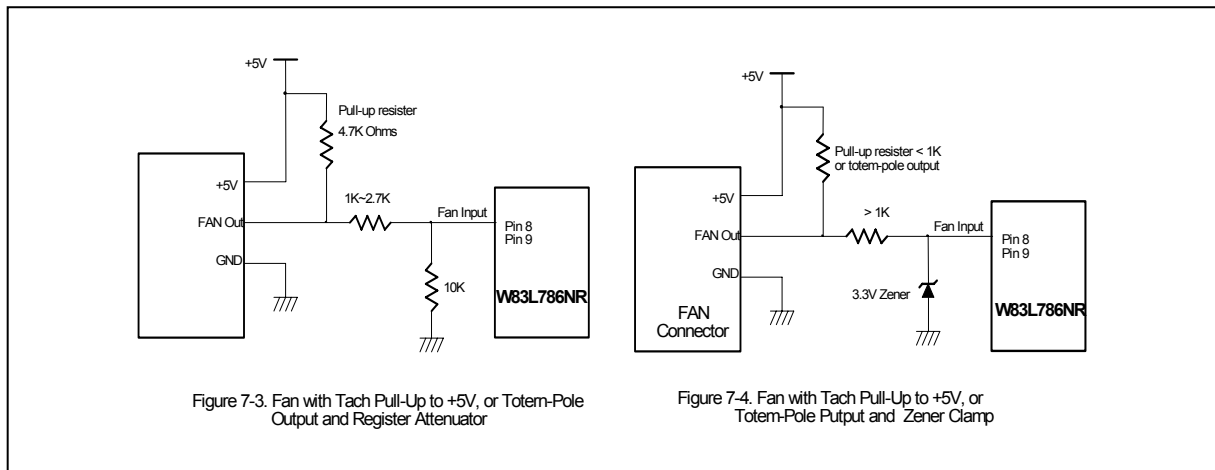 +5V
Pull-up resister
4.7K Ohms
+5V
FAN Out
GND
1K~2.7K
Fan Input
Pin 8
Pin 9
10K
W83L786NR
Figure 7-3. Fan with Tach Pull-Up to +5V, or Totem-Pole
Output and Register Attenuator
+5V
Pull-up resister < 1K
or totem-pole output
+5V
FAN Out
GND
FAN
Connector
> 1K
Fan Input
Pin 8
Pin 9
3.3V Zener
W83L786NR
Figure 7-4. Fan with Tach Pull-Up to +5V, or
Totem-Pole Putput and Zener Clamp